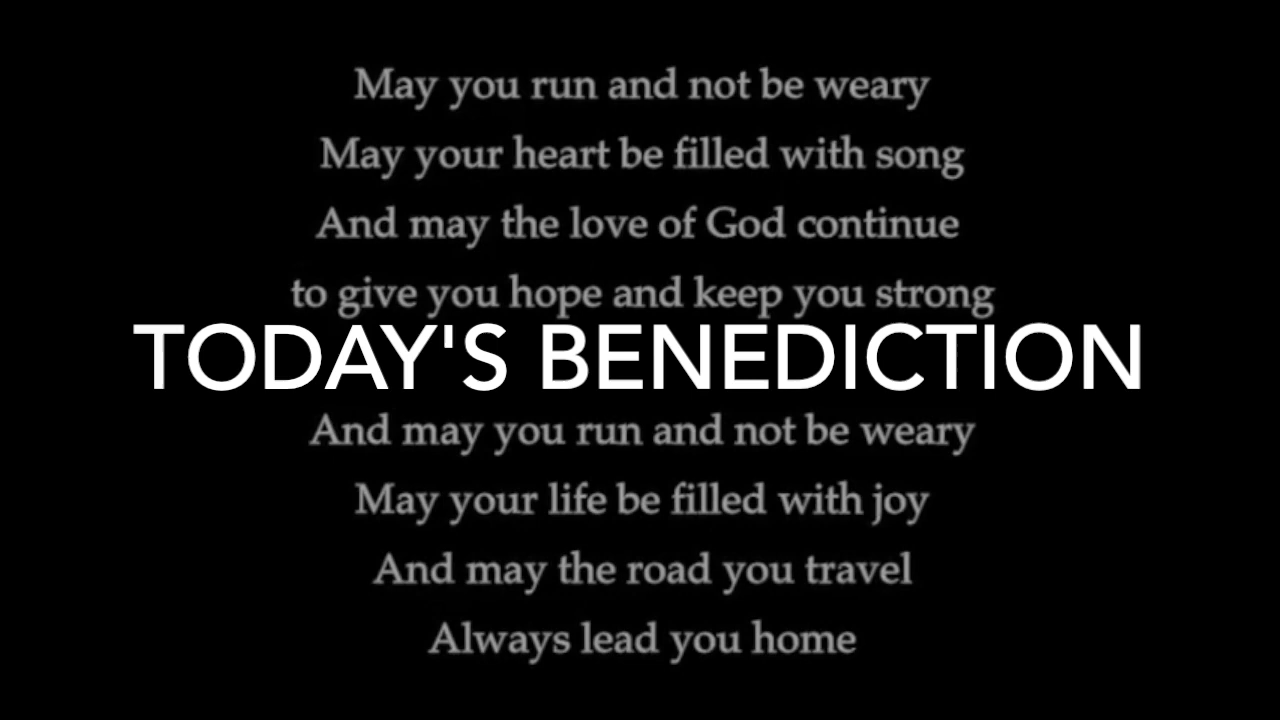 May you run and not be weary
May your heart be filled with song
And may the love of God continue
to give you hope and keep you strong
TODAY'S BENEDICTION
And may you run and not be weary
May your life be filled with joy
And may the road you travel
Always lead you home